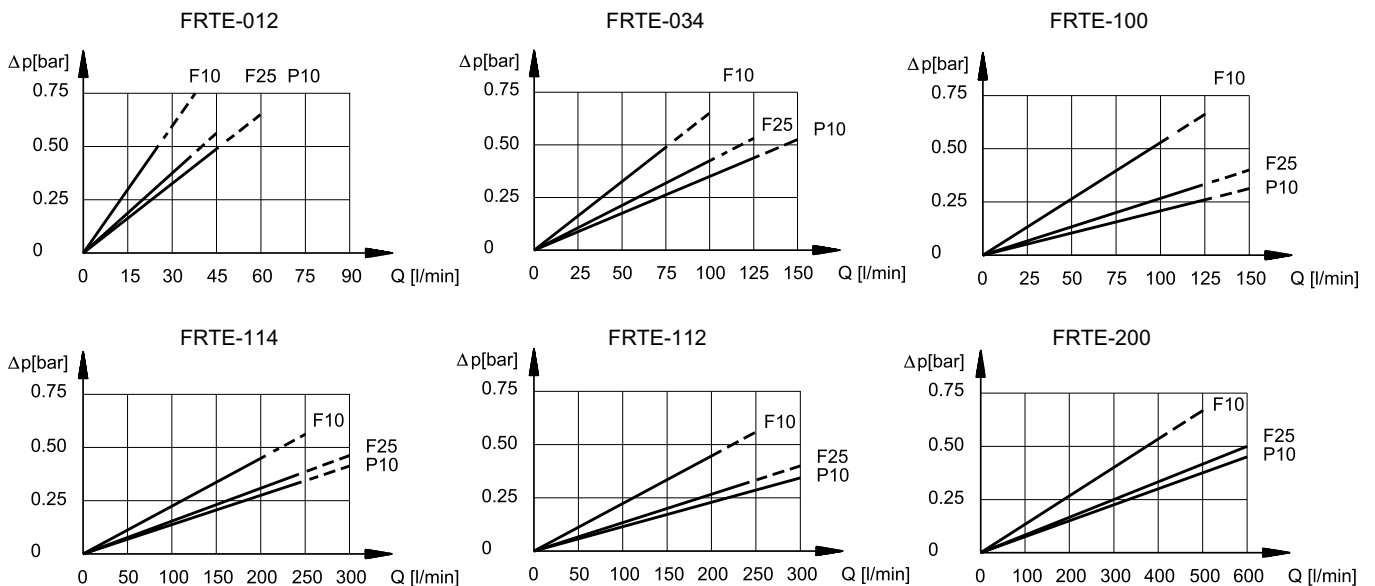 FRTE-012
Δp[bar]
F10 F25 P10
0.75
0.50
0.25
0
0 15 30 45 60 75 90 Q [l/min]
FRTE-034
Δp[bar]
F10
F25
P10
0.75
0.50
0.25
0
0 25 50 75 100 125 150 Q [l/min]
FRTE-100
Δp[bar]
F10
F25
P10
0.75
0.50
0.25
0
0 25 50 75 100 125 150 Q [l/min]
FRTE-114
Δp[bar]
F10
F25
P10
0.75
0.50
0.25
0
0 50 100 150 200 250 300 Q [l/min]
FRTE-112
Δp[bar]
F10
F25
P10
0.75
0.50
0.25
0
0 50 100 150 200 250 300 Q [l/min]
FRTE-200
Δp[bar]
F10
F25
P10
0.75
0.50
0.25
0
0 100 200 300 400 500 600 Q [l/min]